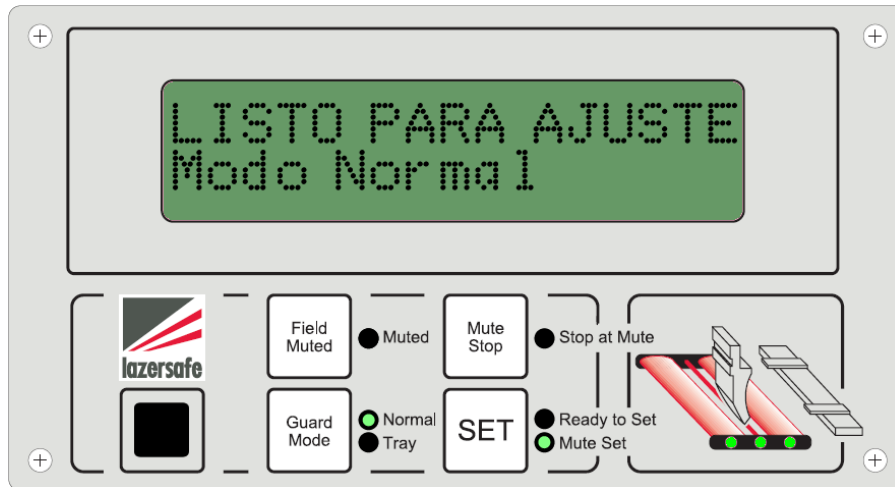 LISTO PARA AJUSTE
Modo Normal
lazersafe
Field
Muted
Muted
Mute
Stop
Stop at Mute
Guard
Mode
Normal
Tray
SET
Ready to Set
Mute Set